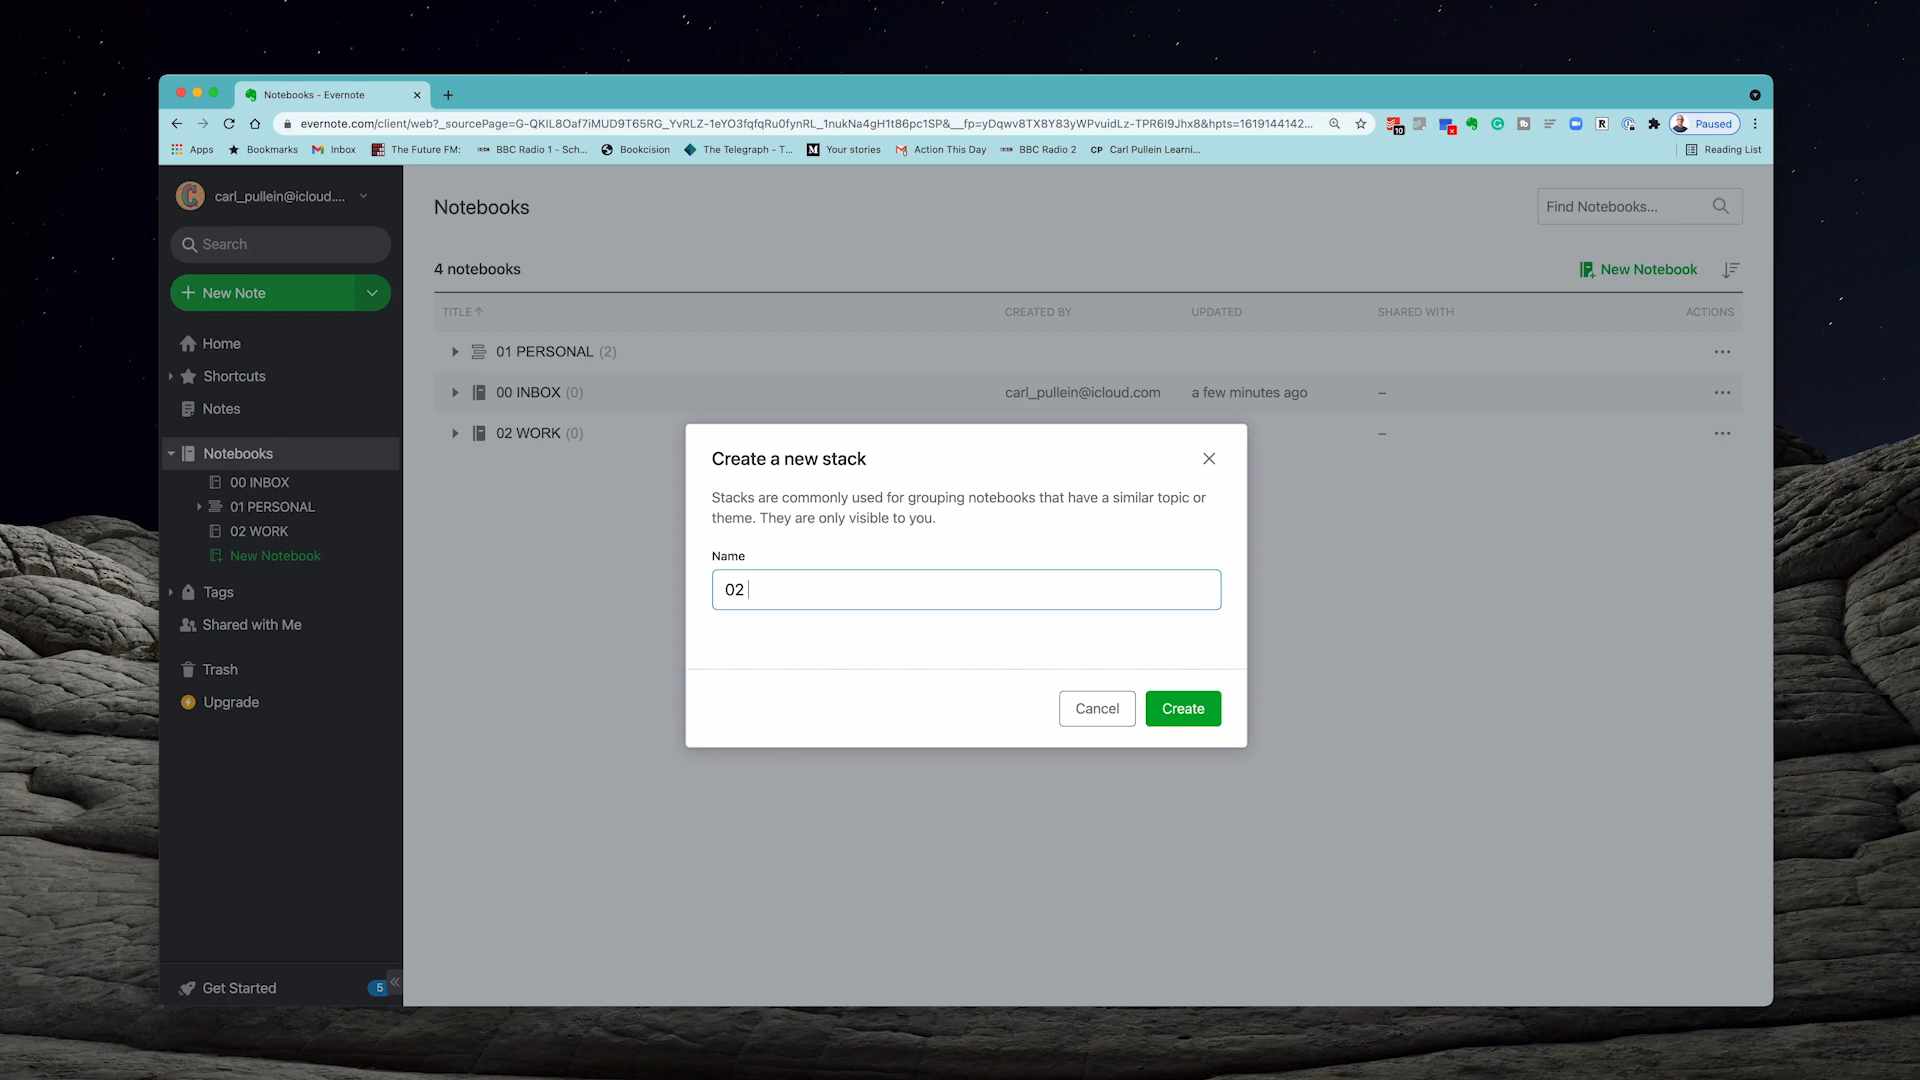 Notebooks - Evernote
evernote.com/client/web?_sourcePage=G-QKIL8Oaf7iMUD9T65RG_YvRLZ-1eYO3fqfqRu0fynRL_1nukNa4gH1t86pc1SP&__fp=yDqwv8TX8Y83yWPvuidLz-TPR6I9Jhx8&hpts=1619144142...
10
Paused
Apps
Bookmarks
Inbox
The Future FM:
BBC Radio 1 - Sch...
Bookcision
The Telegraph - T...
Your stories
Action This Day
BBC Radio 2
CP Carl Pullein Learni...
Reading List
carl_pullein@icloud....
Search
New Note
Home
Shortcuts
Notes
Notebooks
00 INBOX
01 PERSONAL
02 WORK
New Notebook
Tags
Shared with Me
Trash
Upgrade
Get Started
5
Notebooks
Find Notebooks...
4 notebooks
New Notebook
TITLE CREATED BY UPDATED SHARED WITH ACTIONS
01 PERSONAL (2)
00 INBOX (0) carl_pullein@icloud.com a few minutes ago –
02 WORK (0) –
Create a new stack
Stacks are commonly used for grouping notebooks that have a similar topic or
theme. They are only visible to you.
Name
02
Cancel
Create